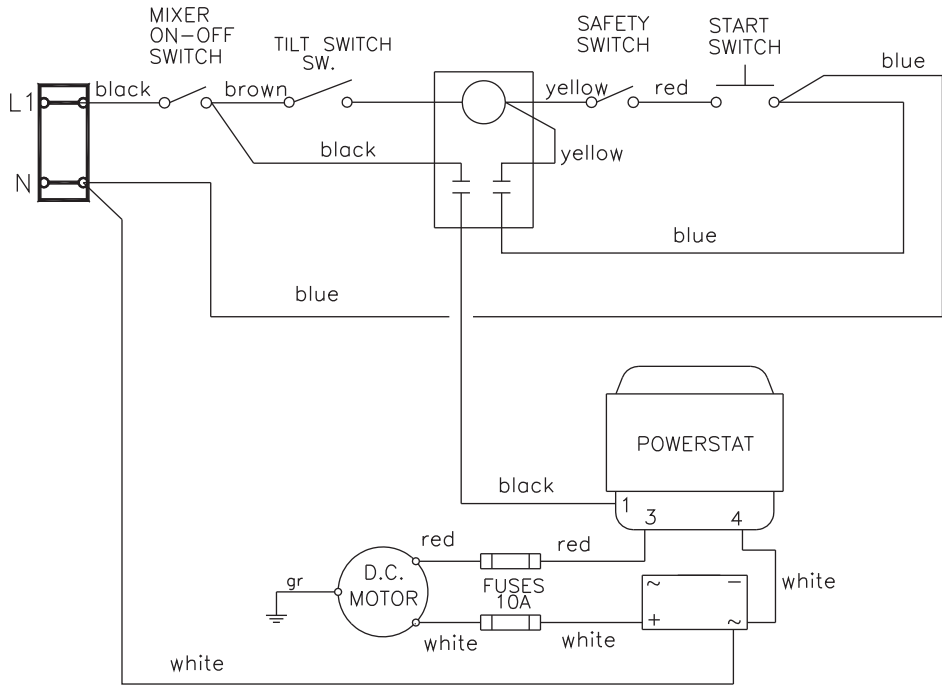 MIXER
ON-OFF
SWITCH
TILT SWITCH
SW.
SAFETY
SWITCH
START
SWITCH
blue
L1
black
brown
yellow
red
black
yellow
N
blue
blue
POWERSTAT
black
1
3
4
red
red
D.C.
MOTOR
gr
FUSES
10A
~
−
+
~
white
white
white
white